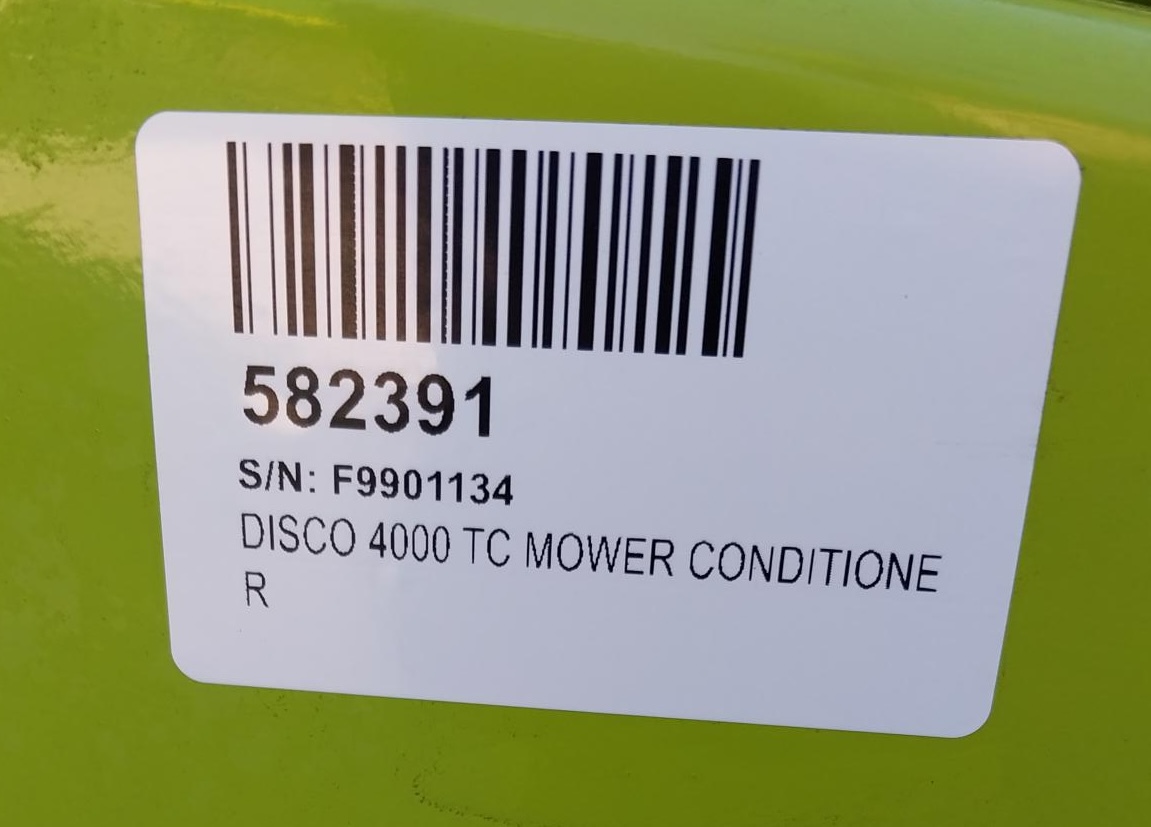 582391
S/N: F9901134
DISCO 4000 TC MOWER CONDITIONE
R